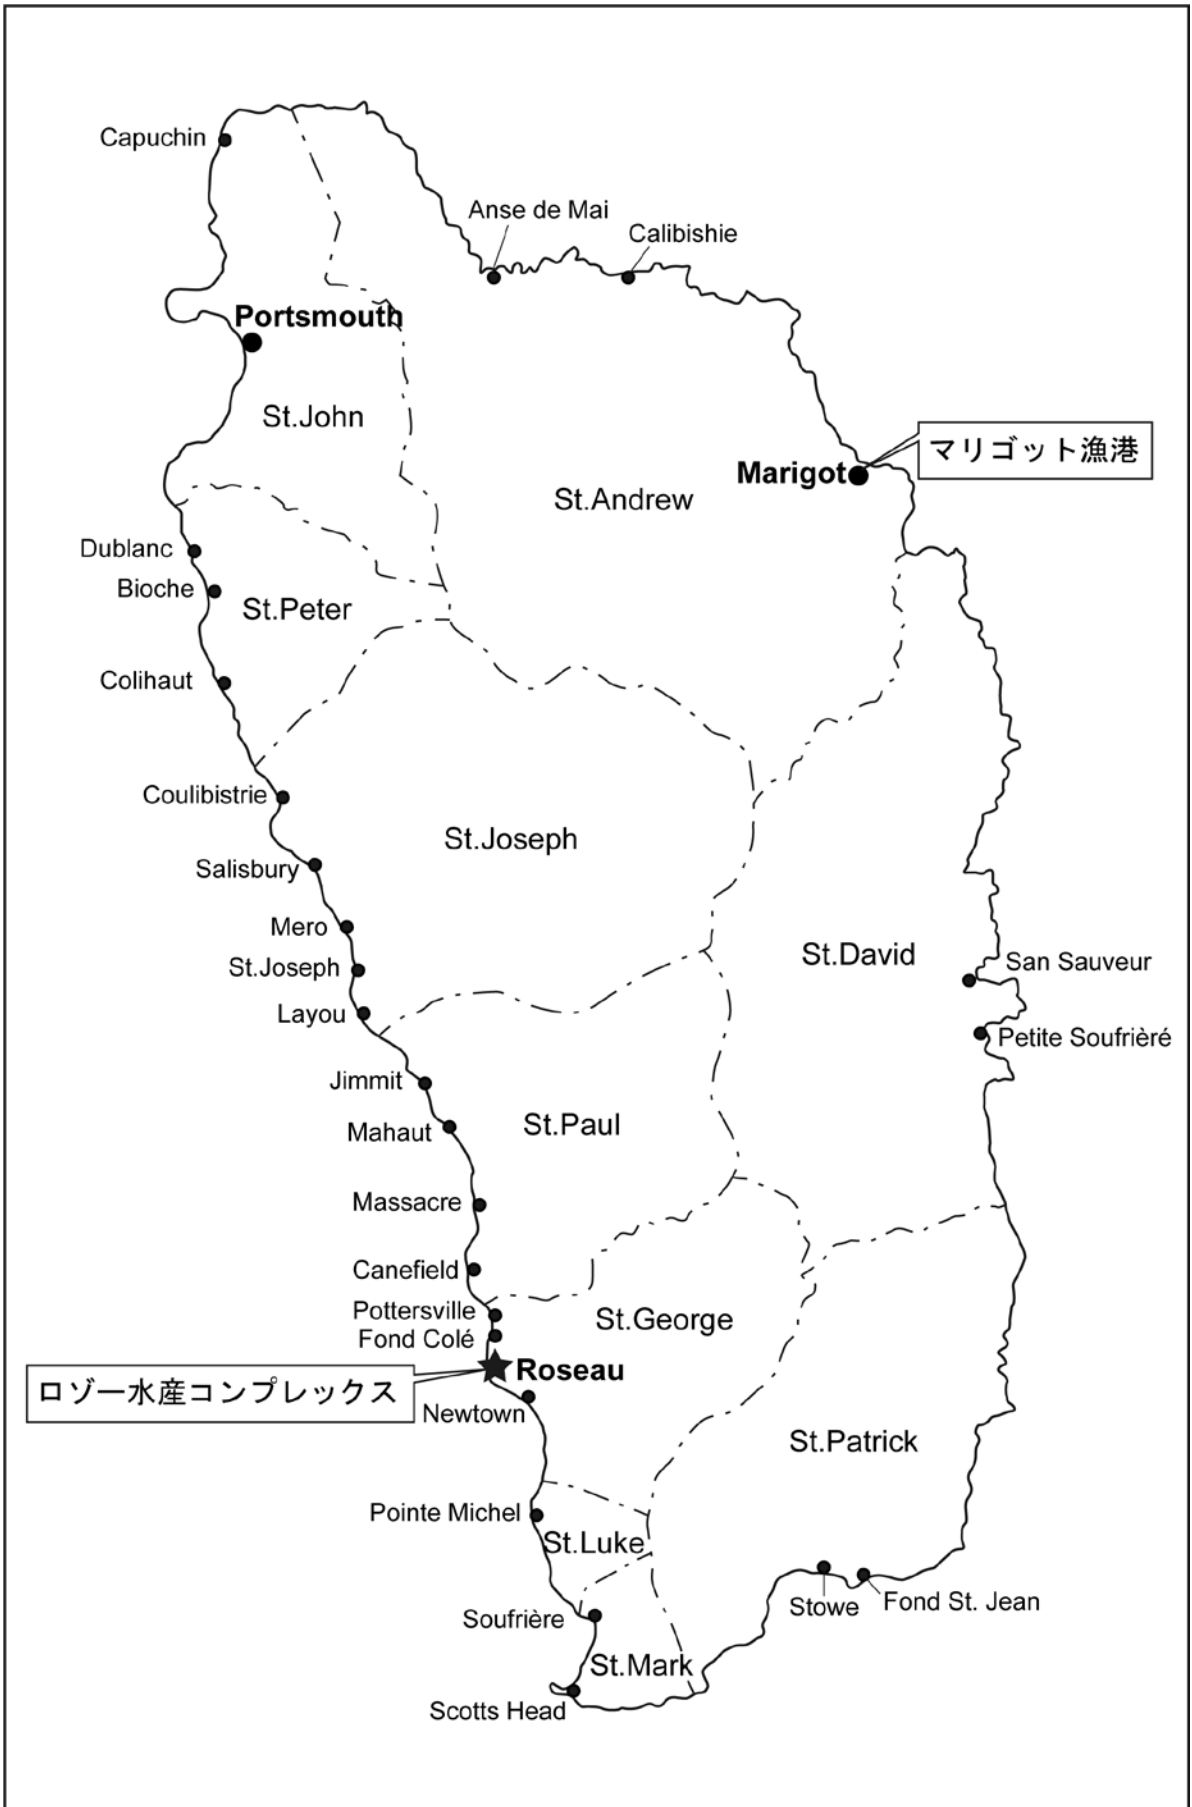 Capuchin
Anse de Mai
Calibishie
Portsmouth
St.John
マリゴット漁港
Marigot
St.Andrew
Dublanc
Bioche
St.Peter
Colihaut
Coulibistrie
St.Joseph
Salisbury
Mero
St.David
San Sauveur
St.Joseph
Layou
Petite Soufrièré
Jimmit
St.Paul
Mahaut
Massacre
Canefield
Pottersville
St.George
Fond Colé
Roseau
ロゾー水産コンプレックス
Newtown
St.Patrick
Pointe Michel
St.Luke
Stowe
Fond St. Jean
Soufrière
St.Mark
Scotts Head